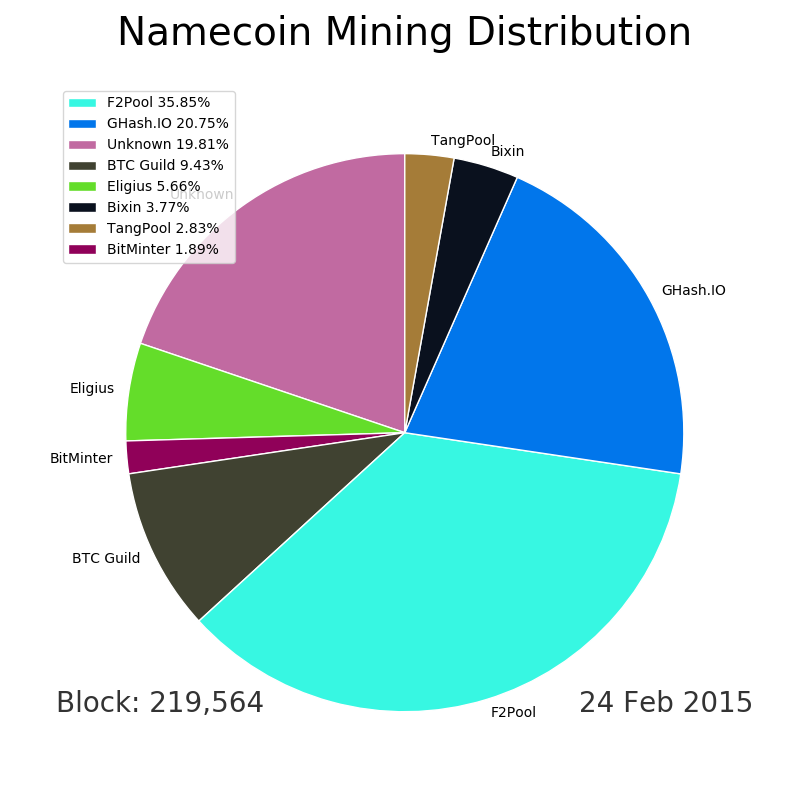 Namecoin Mining Distribution
F2Pool 35.85%
GHash.IO 20.75%
Unknown 19.81%
BTC Guild 9.43%
Eligius 5.66%
Bixin 3.77%
TangPool 2.83%
BitMinter 1.89%
TangPool
Bixin
Unknown
GHash.IO
Eligius
BitMinter
BTC Guild
F2Pool
Block: 219,564
24 Feb 2015